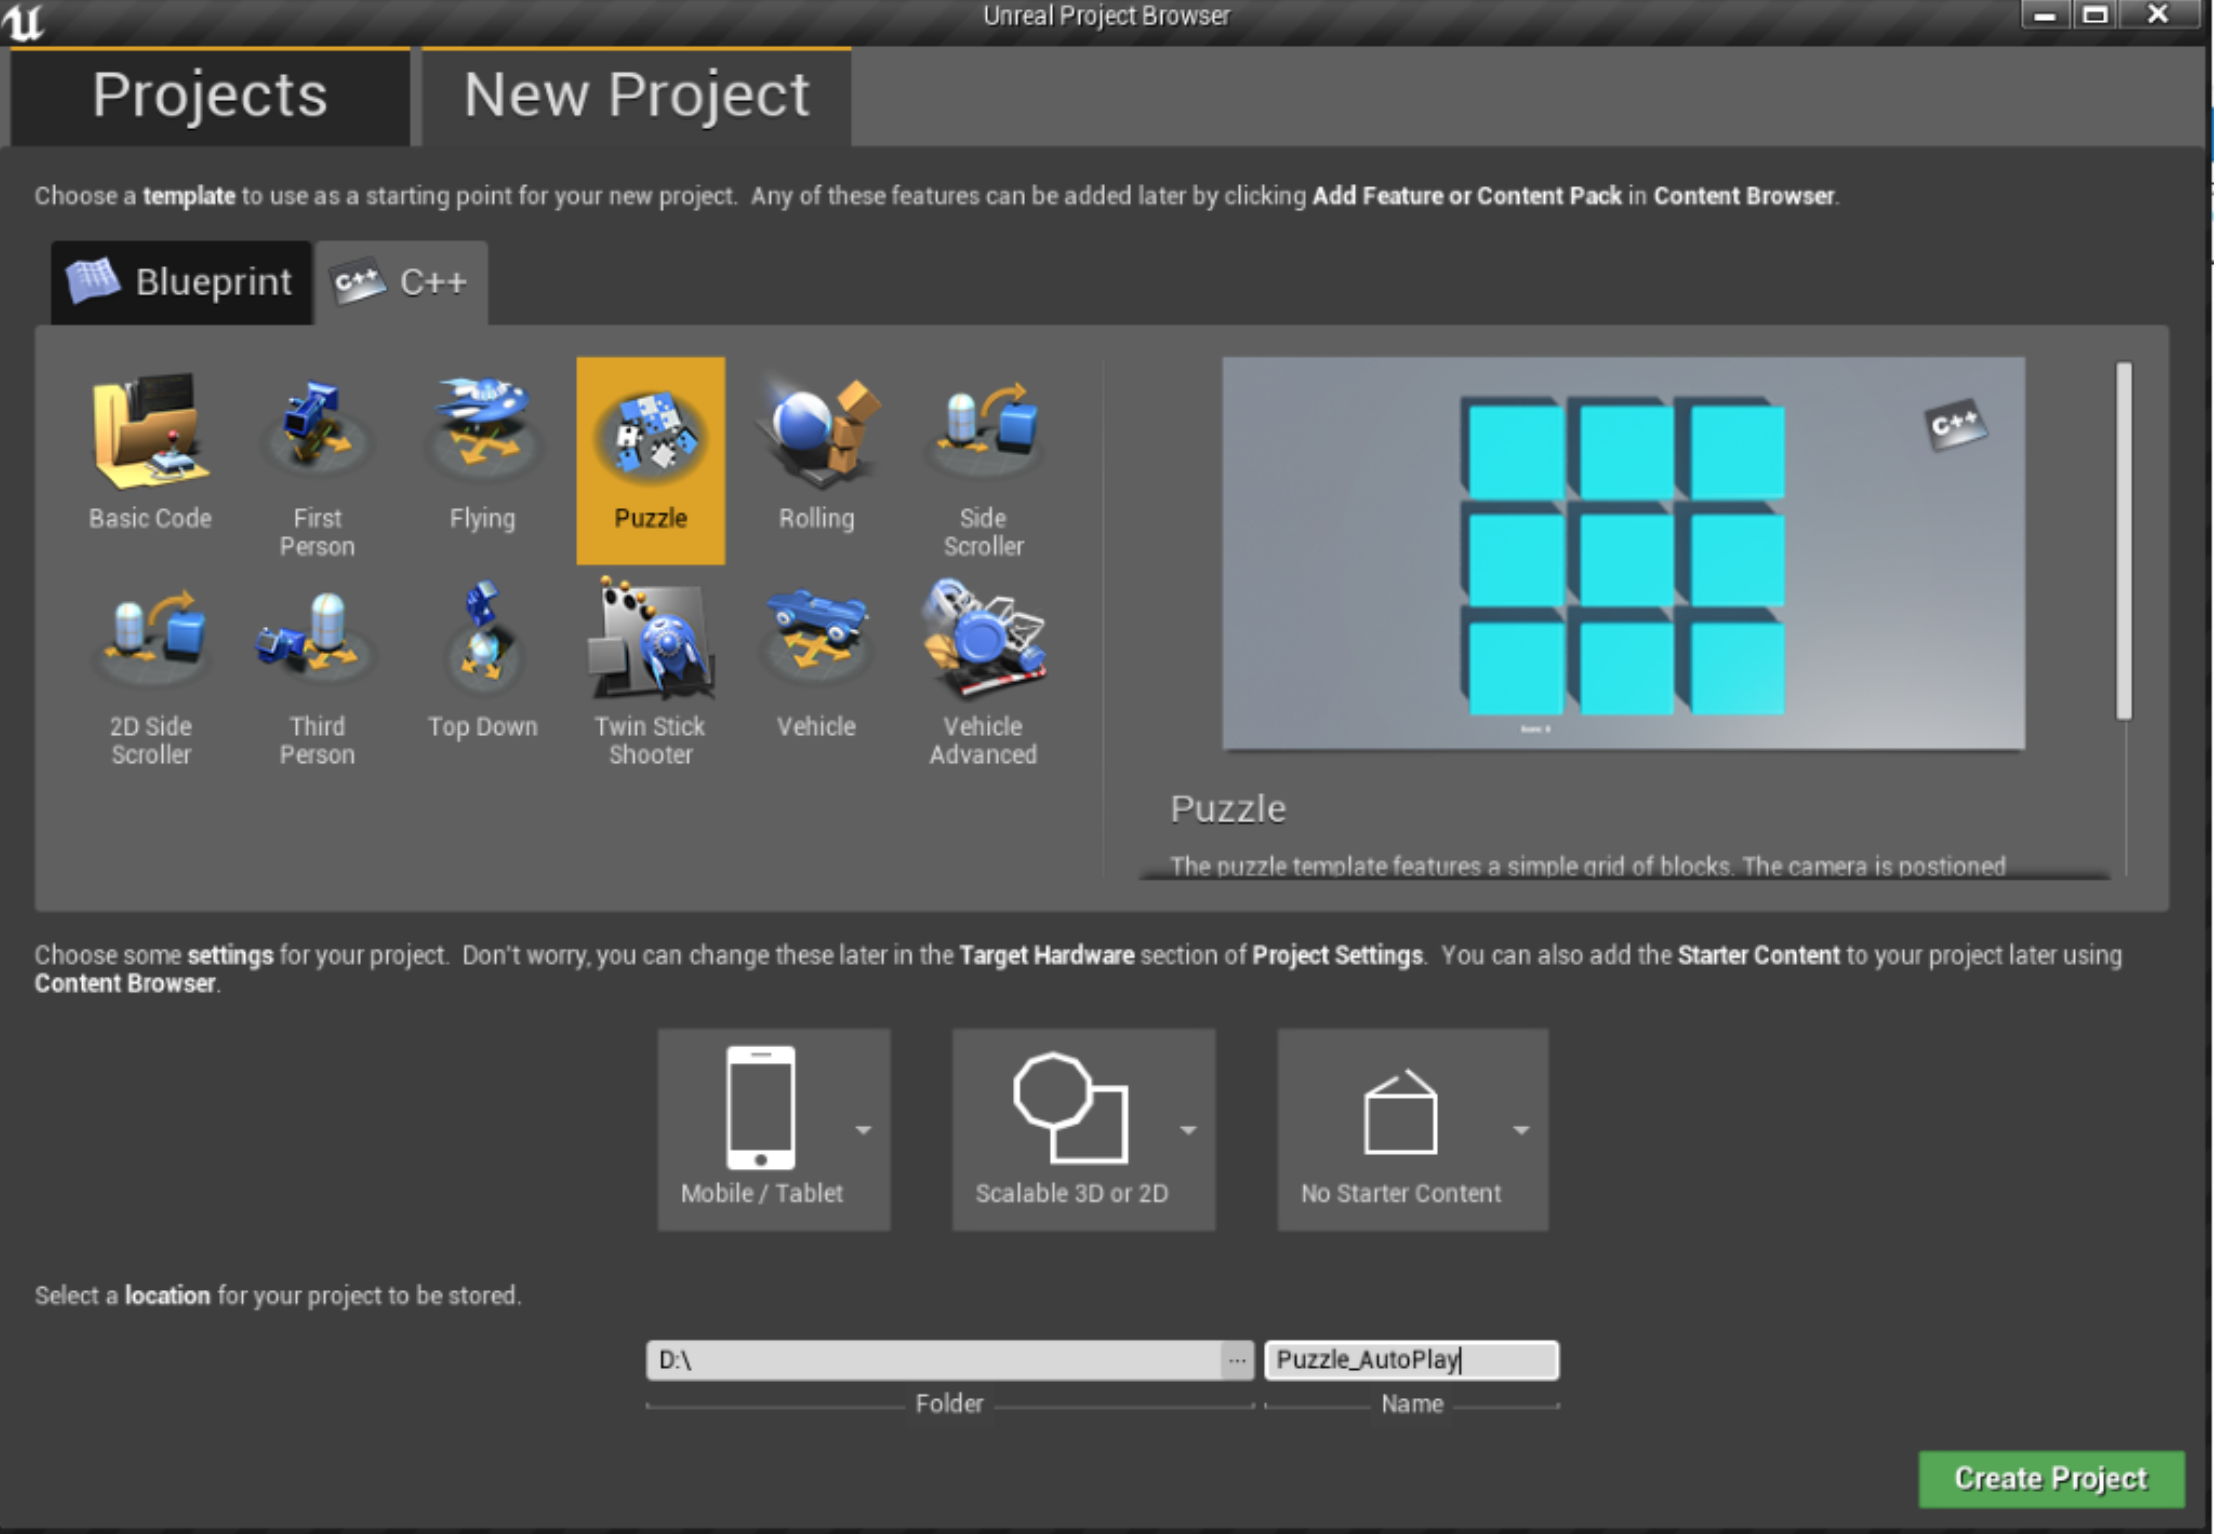 Unreal Project Browser
Projects
New Project
Choose a template to use as a starting point for your new project. Any of these features can be added later by clicking Add Feature or Content Pack in Content Browser.
Blueprint
C++
C++
Basic Code
First
Person
Flying
Puzzle
Rolling
Side
Scroller
2D Side
Scroller
Third
Person
Top Down
Twin Stick
Shooter
Vehicle
Vehicle
Advanced
C++
Puzzle
The puzzle template features a simple grid of blocks. The camera is postioned
Choose some settings for your project. Don't worry, you can change these later in the Target Hardware section of Project Settings. You can also add the Starter Content to your project later using
Content Browser.
Mobile / Tablet
Scalable 3D or 2D
No Starter Content
Select a location for your project to be stored.
D:\
...
Puzzle_AutoPlay
Folder
Name
Create Project